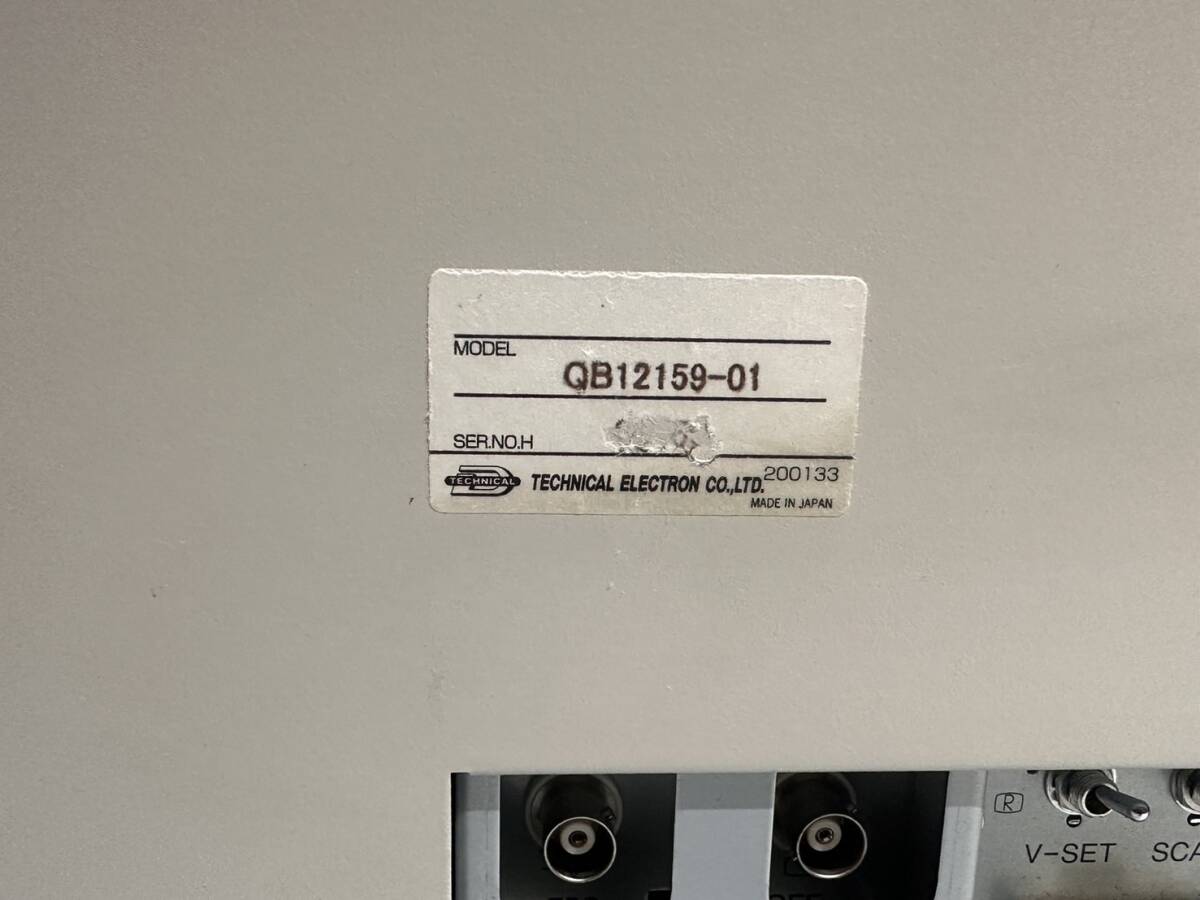 MODEL
QB12159-01
SER.NO.H
TECHNICAL
TECHNICAL ELECTRON CO.,LTD.
200133
MADE IN JAPAN
R
V-SET